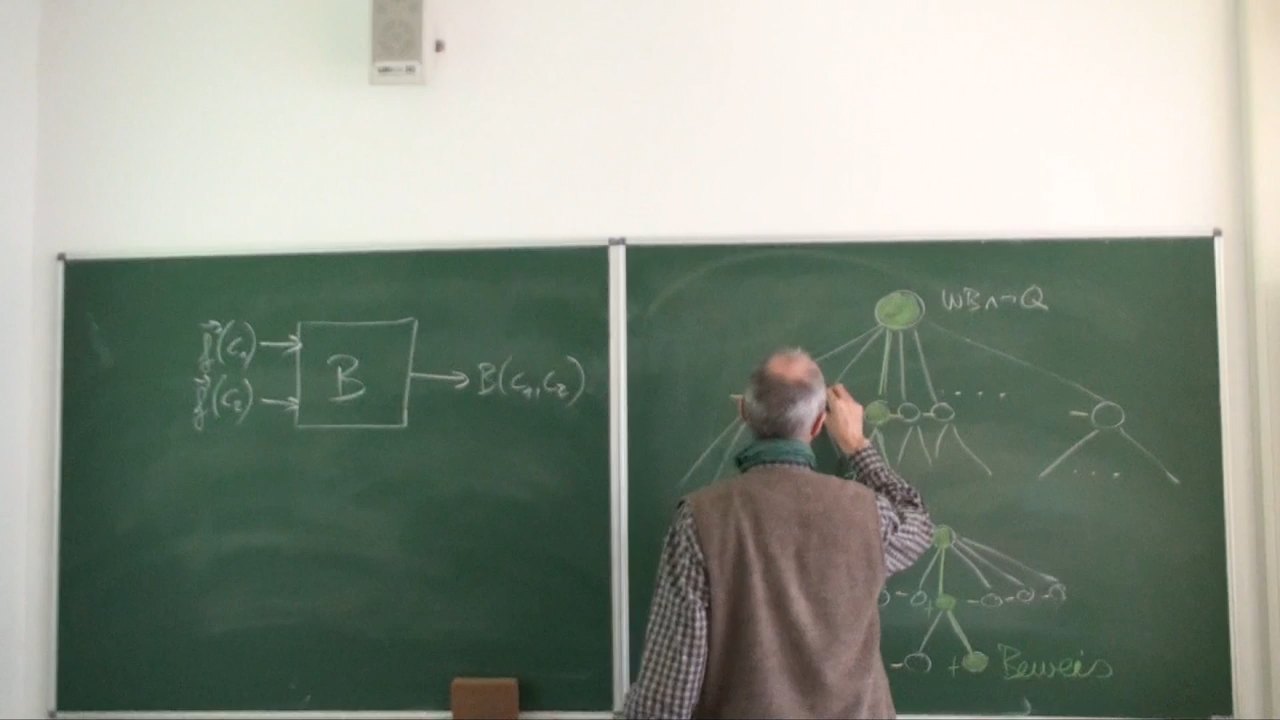 f⃗(C₁)
f⃗(C₂)
B
B(C₁,C₂)
WB∧¬Q
....
-
...
- - + - - -
- + Beweis